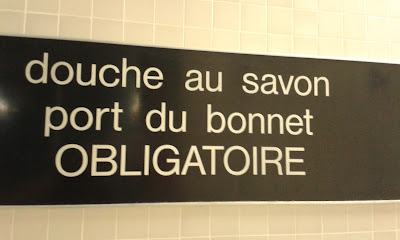 douche au savon
port du bonnet
OBLIGATOIRE